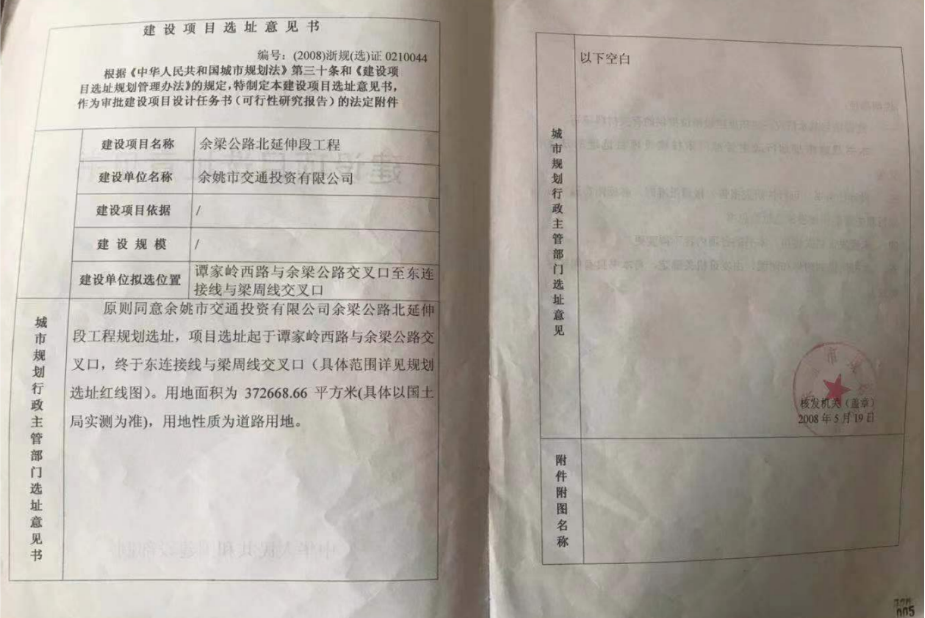 建设项目选址意见书
编号：(2008)浙规(选)证 0210044
根据《中华人民共和国城市规划法》第三十条和《建设项
目选址规划管理办法》的规定，特制定本建设项目选址意见书，
作为审批建设项目设计任务书（可行性研究报告）的法定附件
建设项目名称 余梁公路北延伸段工程
建设单位名称 余姚市交通投资有限公司
建设项目依据 /
建设规模 /
建设单位拟选位置 谭家岭西路与余梁公路交叉口至东连
接线与梁周线交叉口
城市规划行政主管部门选址意见书
原则同意余姚市交通投资有限公司余梁公路北延伸
段工程规划选址，项目选址起于谭家岭西路与余梁公路交
叉口，终于东连接线与梁周线交叉口（具体范围详见规划
选址红线图）。用地面积为 372668.66 平方米(具体以国土
局实测为准)，用地性质为道路用地。
城市规划行政主管部门选址意见
以下空白
核发机关（盖章）
2008 年 5 月 19 日
附件附图名称
005